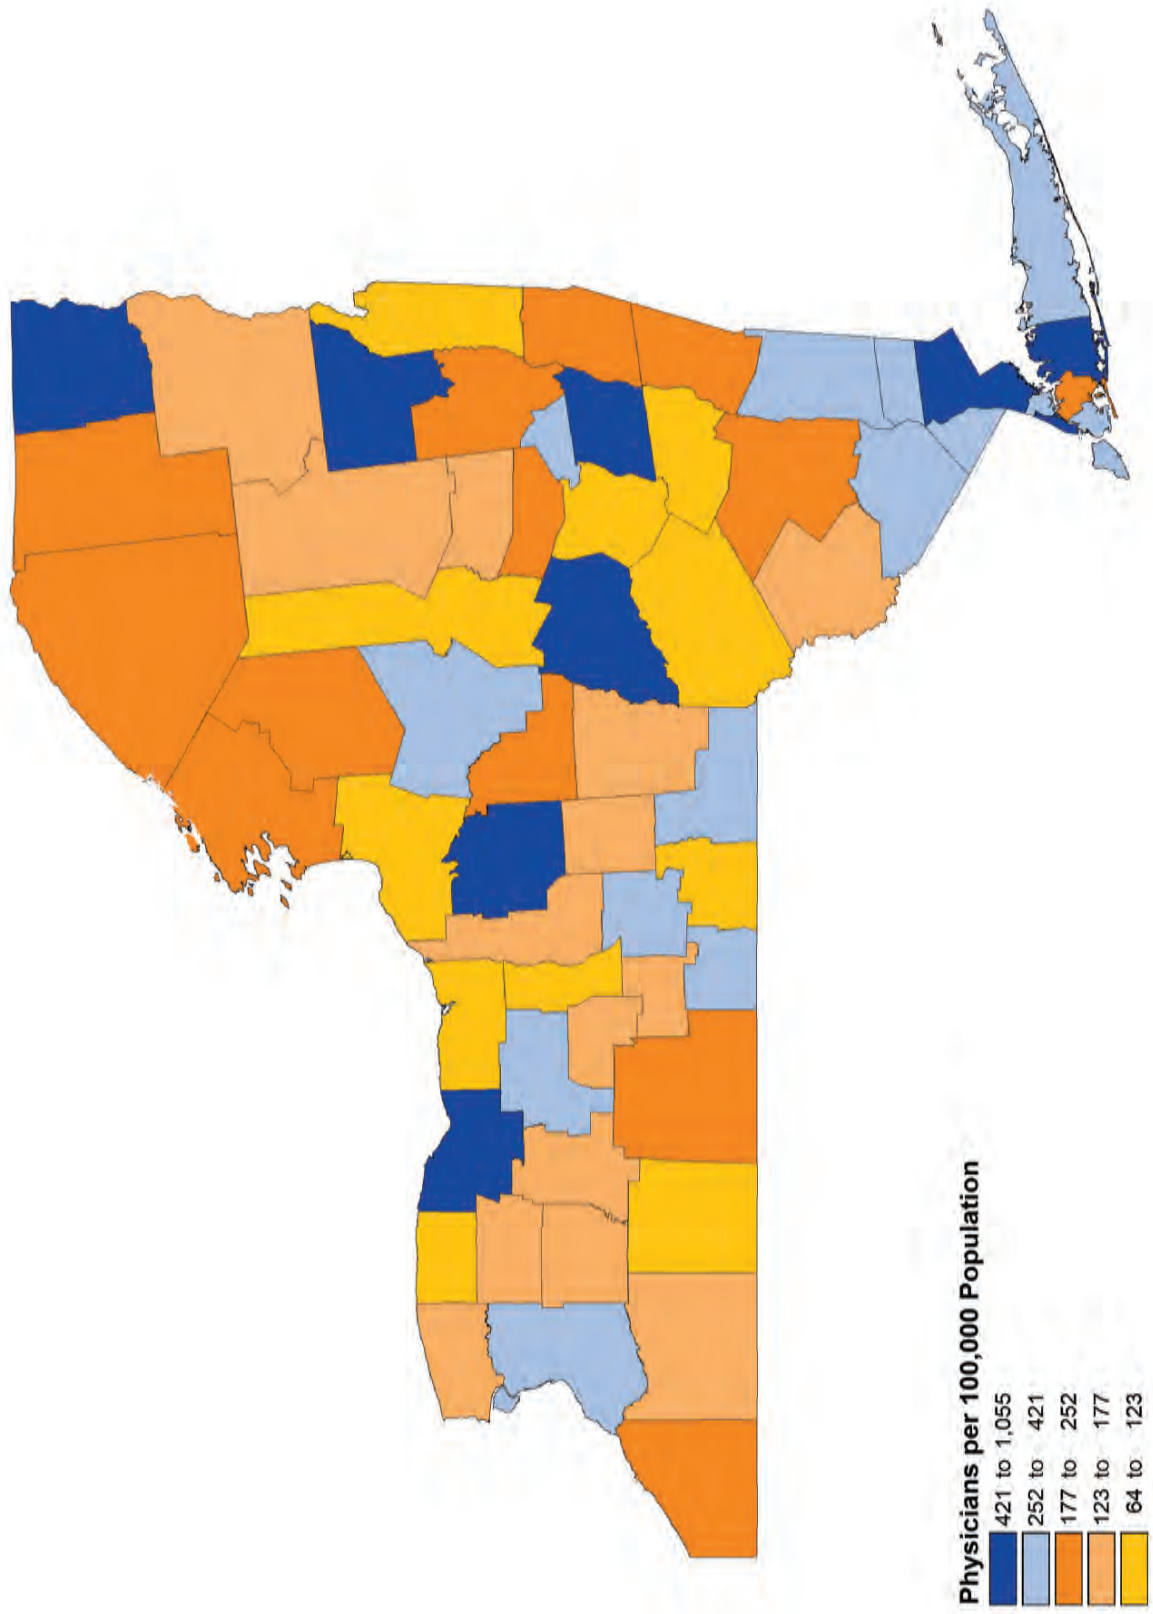 Physicians per 100,000 Population
421 to 1,055
252 to 421
177 to 252
123 to 177
64 to 123